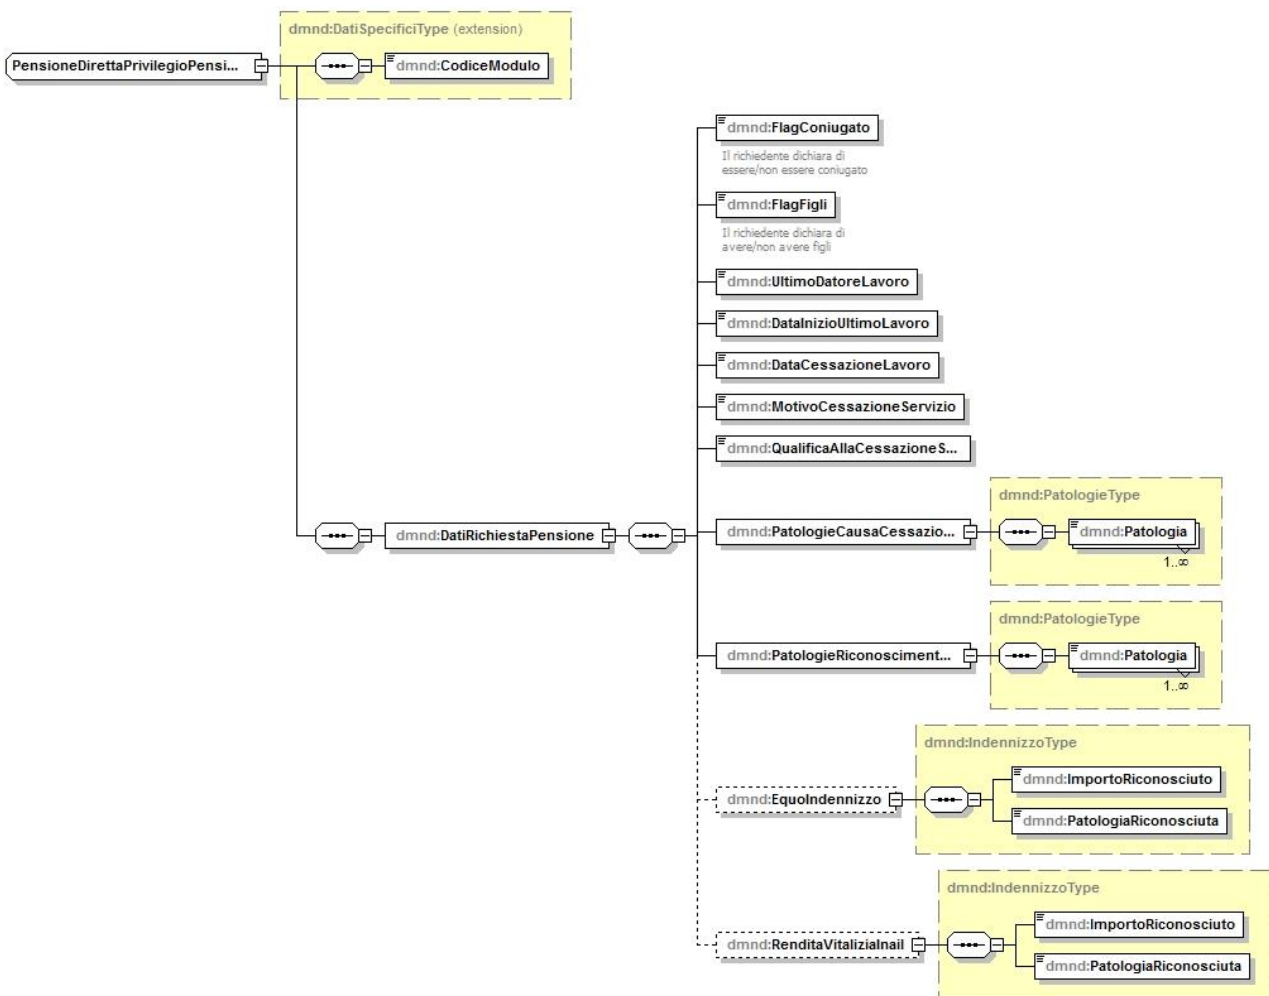 dmnd:DatiSpecificiType (extension)
PensioneDirettaPrivilegioPensi...
dmnd:CodiceModulo
dmnd:FlagConiugato
Il richiedente dichiara di
essere/non essere coniugato
dmnd:FlagFigli
Il richiedente dichiara di
avere/non avere figli
dmnd:UltimoDatoreLavoro
dmnd:DataInizioUltimoLavoro
dmnd:DataCessazioneLavoro
dmnd:MotivoCessazioneServizio
dmnd:QualificaAllaCessazioneS...
dmnd:DatiRichiestaPensione
dmnd:PatologieCausaCessazio...
dmnd:PatologieType
dmnd:Patologia
1..∞
dmnd:PatologieRiconosciment...
dmnd:PatologieType
dmnd:Patologia
1..∞
dmnd:EquoIndennizzo
dmnd:IndennizzoType
dmnd:ImportoRiconosciuto
dmnd:PatologiaRiconosciuta
dmnd:RenditaVitaliziaInail
dmnd:IndennizzoType
dmnd:ImportoRiconosciuto
dmnd:PatologiaRiconosciuta